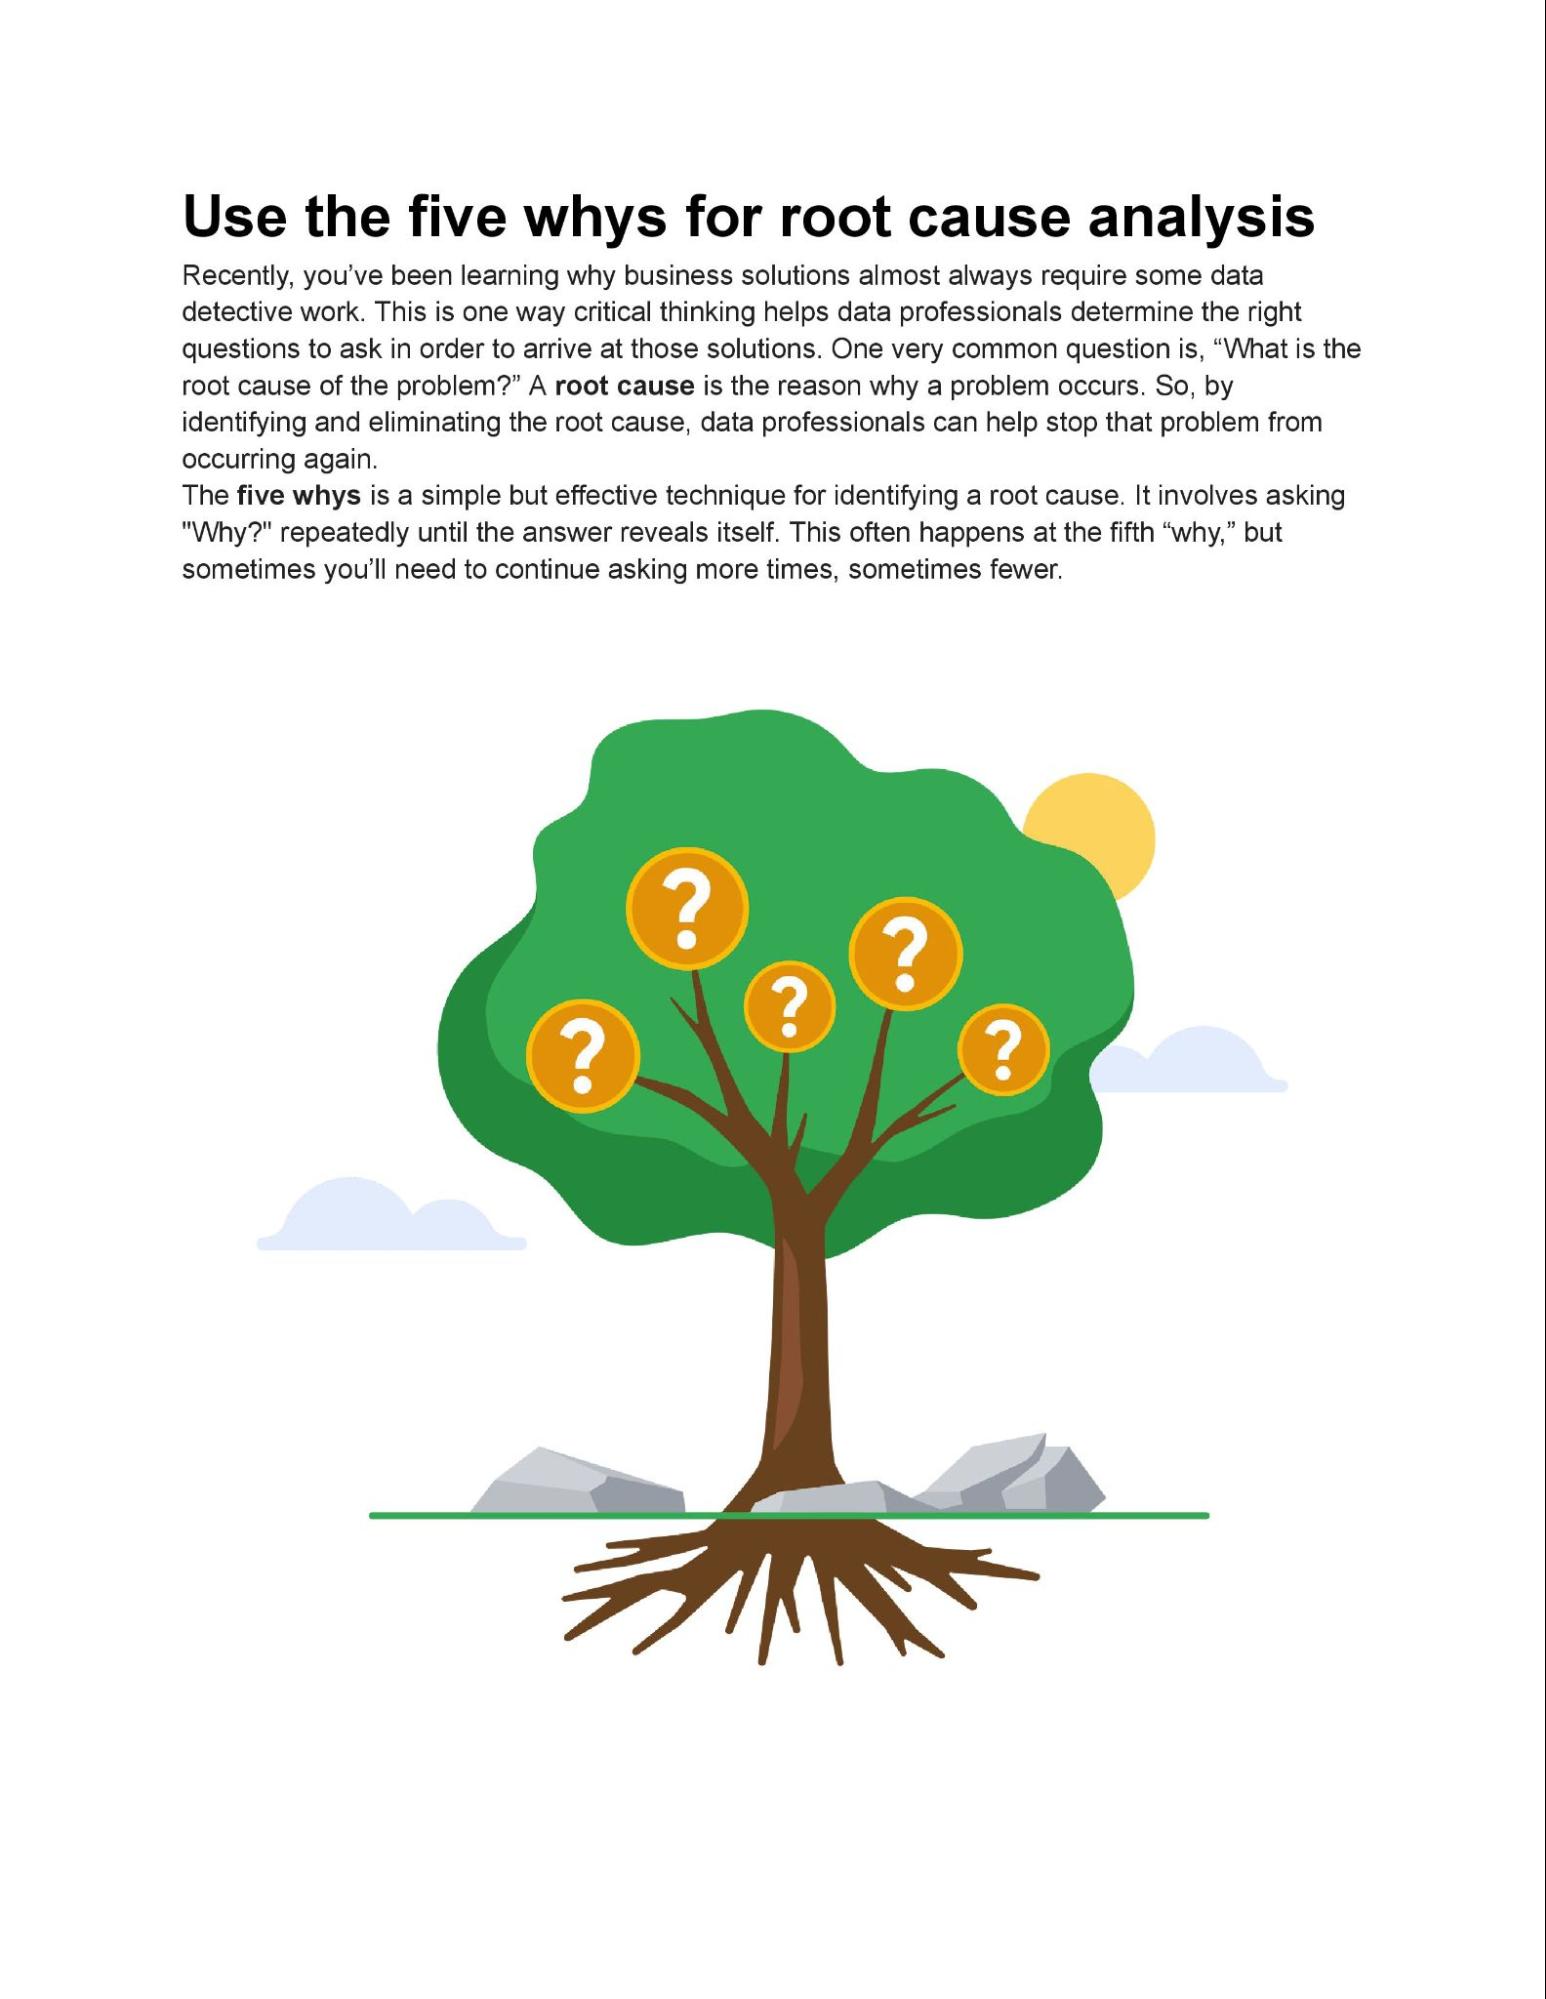 Use the five whys for root cause analysis
Recently, you’ve been learning why business solutions almost always require some data
detective work. This is one way critical thinking helps data professionals determine the right
questions to ask in order to arrive at those solutions. One very common question is, “What is the
root cause of the problem?” A root cause is the reason why a problem occurs. So, by
identifying and eliminating the root cause, data professionals can help stop that problem from
occurring again.
The five whys is a simple but effective technique for identifying a root cause. It involves asking
"Why?" repeatedly until the answer reveals itself. This often happens at the fifth “why,” but
sometimes you’ll need to continue asking more times, sometimes fewer.
?
?
?
?
?